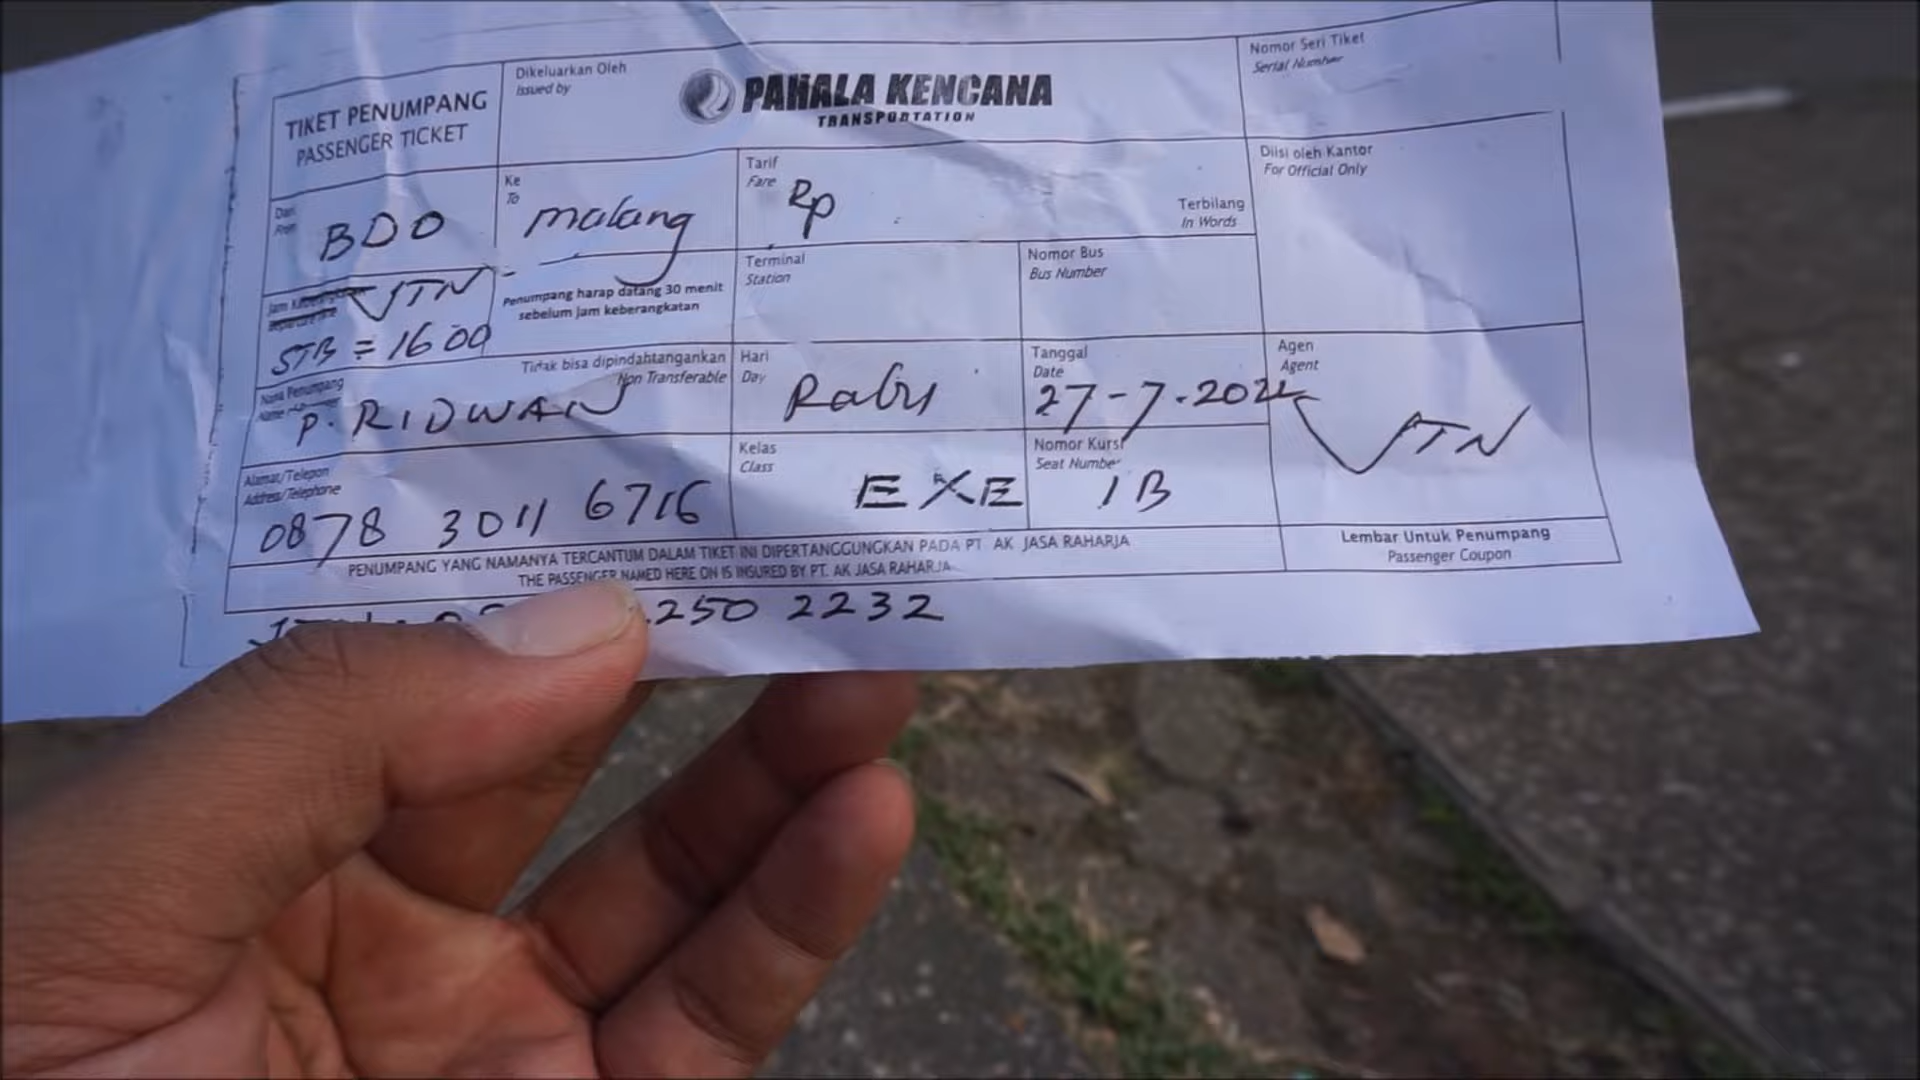 TIKET PENUMPANG
PASSENGER TICKET
Dikeluarkan Oleh
Issued by
PAHALA KENCANA
TRANSPORTATION
Nomor Seri Tiket
Serial Number
Dari
From
BDO
Ke
To
malang
Tarif
Fare
Rp
Terbilang
In Words
Diisi oleh Kantor
For Official Only
JTN
STB = 1600
Penumpang harap datang 30 menit
sebelum jam keberangkatan
Terminal
Station
Nomor Bus
Bus Number
Nama Penumpang
P. RIDWAN
Tidak bisa dipindahtangankan
Non Transferable
Hari
Day
Rabu
Tanggal
Date
27-7-2022
Agen
Agent
JTN
Alamat/Telepon
Address/Telephone
0878 3011 6716
Kelas
Class
EXE
Nomor Kursi
Seat Number
1B
PENUMPANG YANG NAMANYA TERCANTUM DALAM TIKET INI DIPERTANGGUNGKAN PADA PT. AK JASA RAHARJA
THE PASSENGER NAMED HERE ON IS INSURED BY PT. AK JASA RAHARJA
Lembar Untuk Penumpang
Passenger Coupon
250 2232